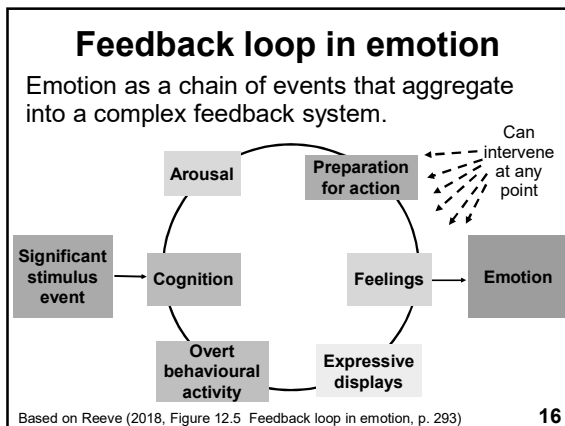 Feedback loop in emotion
Emotion as a chain of events that aggregate
into a complex feedback system.
Can
intervene
at any
point
Arousal
Preparation
for action
Significant
stimulus
event
Cognition
Feelings
Emotion
Overt
behavioural
activity
Expressive
displays
Based on Reeve (2018, Figure 12.5 Feedback loop in emotion, p. 293)
16